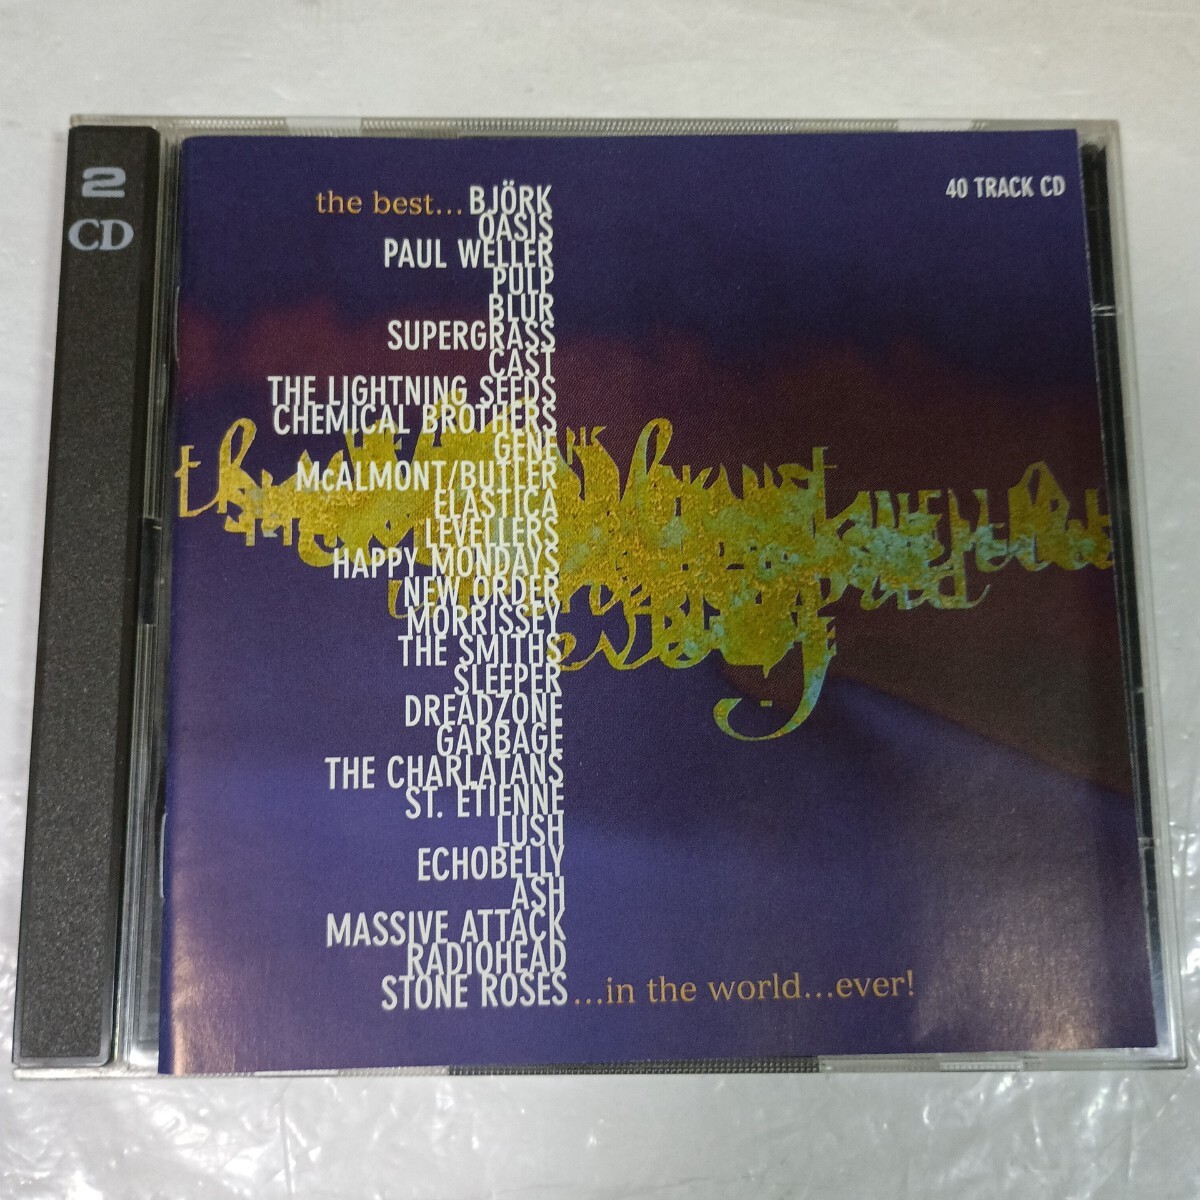 2
CD
40 TRACK CD
the best... BJÖRK
OASIS
PAUL WELLER
PULP
BLUR
SUPERGRASS
CAST
THE LIGHTNING SEEDS
CHEMICAL BROTHERS
GENE
McALMONT/BUTLER
ELASTICA
LEVELLERS
HAPPY MONDAYS
NEW ORDER
MORRISSEY
THE SMITHS
SLEEPER
DREADZONE
GARBAGE
THE CHARLATANS
ST. ETIENNE
LUSH
ECHOBELLY
ASH
MASSIVE ATTACK
RADIOHEAD
STONE ROSES ...in the world...ever!